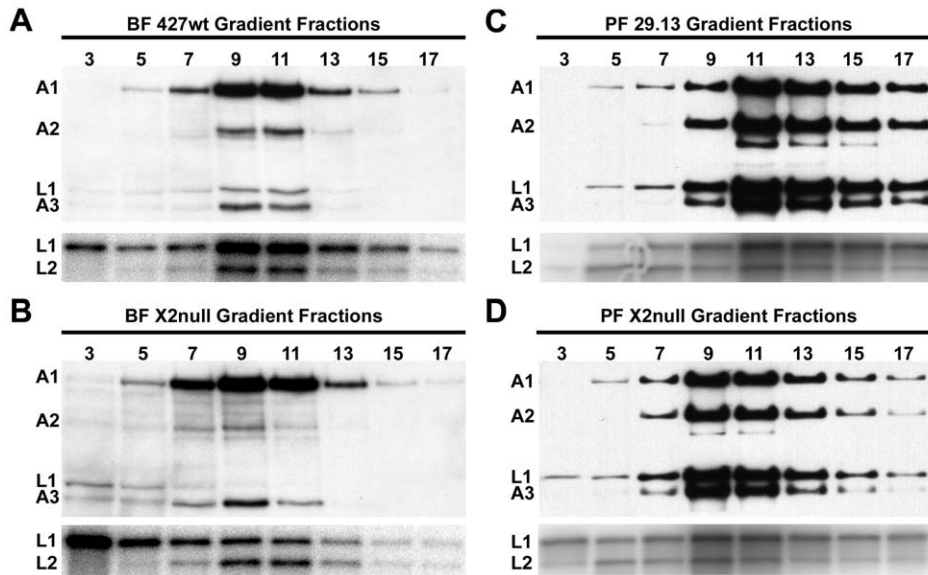 A
BF 427wt Gradient Fractions
3 5 7 9 11 13 15 17
A1
A2
L1
A3
L1
L2
B
BF X2null Gradient Fractions
3 5 7 9 11 13 15 17
A1
A2
L1
A3
L1
L2
C
PF 29.13 Gradient Fractions
3 5 7 9 11 13 15 17
A1
A2
L1
A3
L1
L2
D
PF X2null Gradient Fractions
3 5 7 9 11 13 15 17
A1
A2
L1
A3
L1
L2